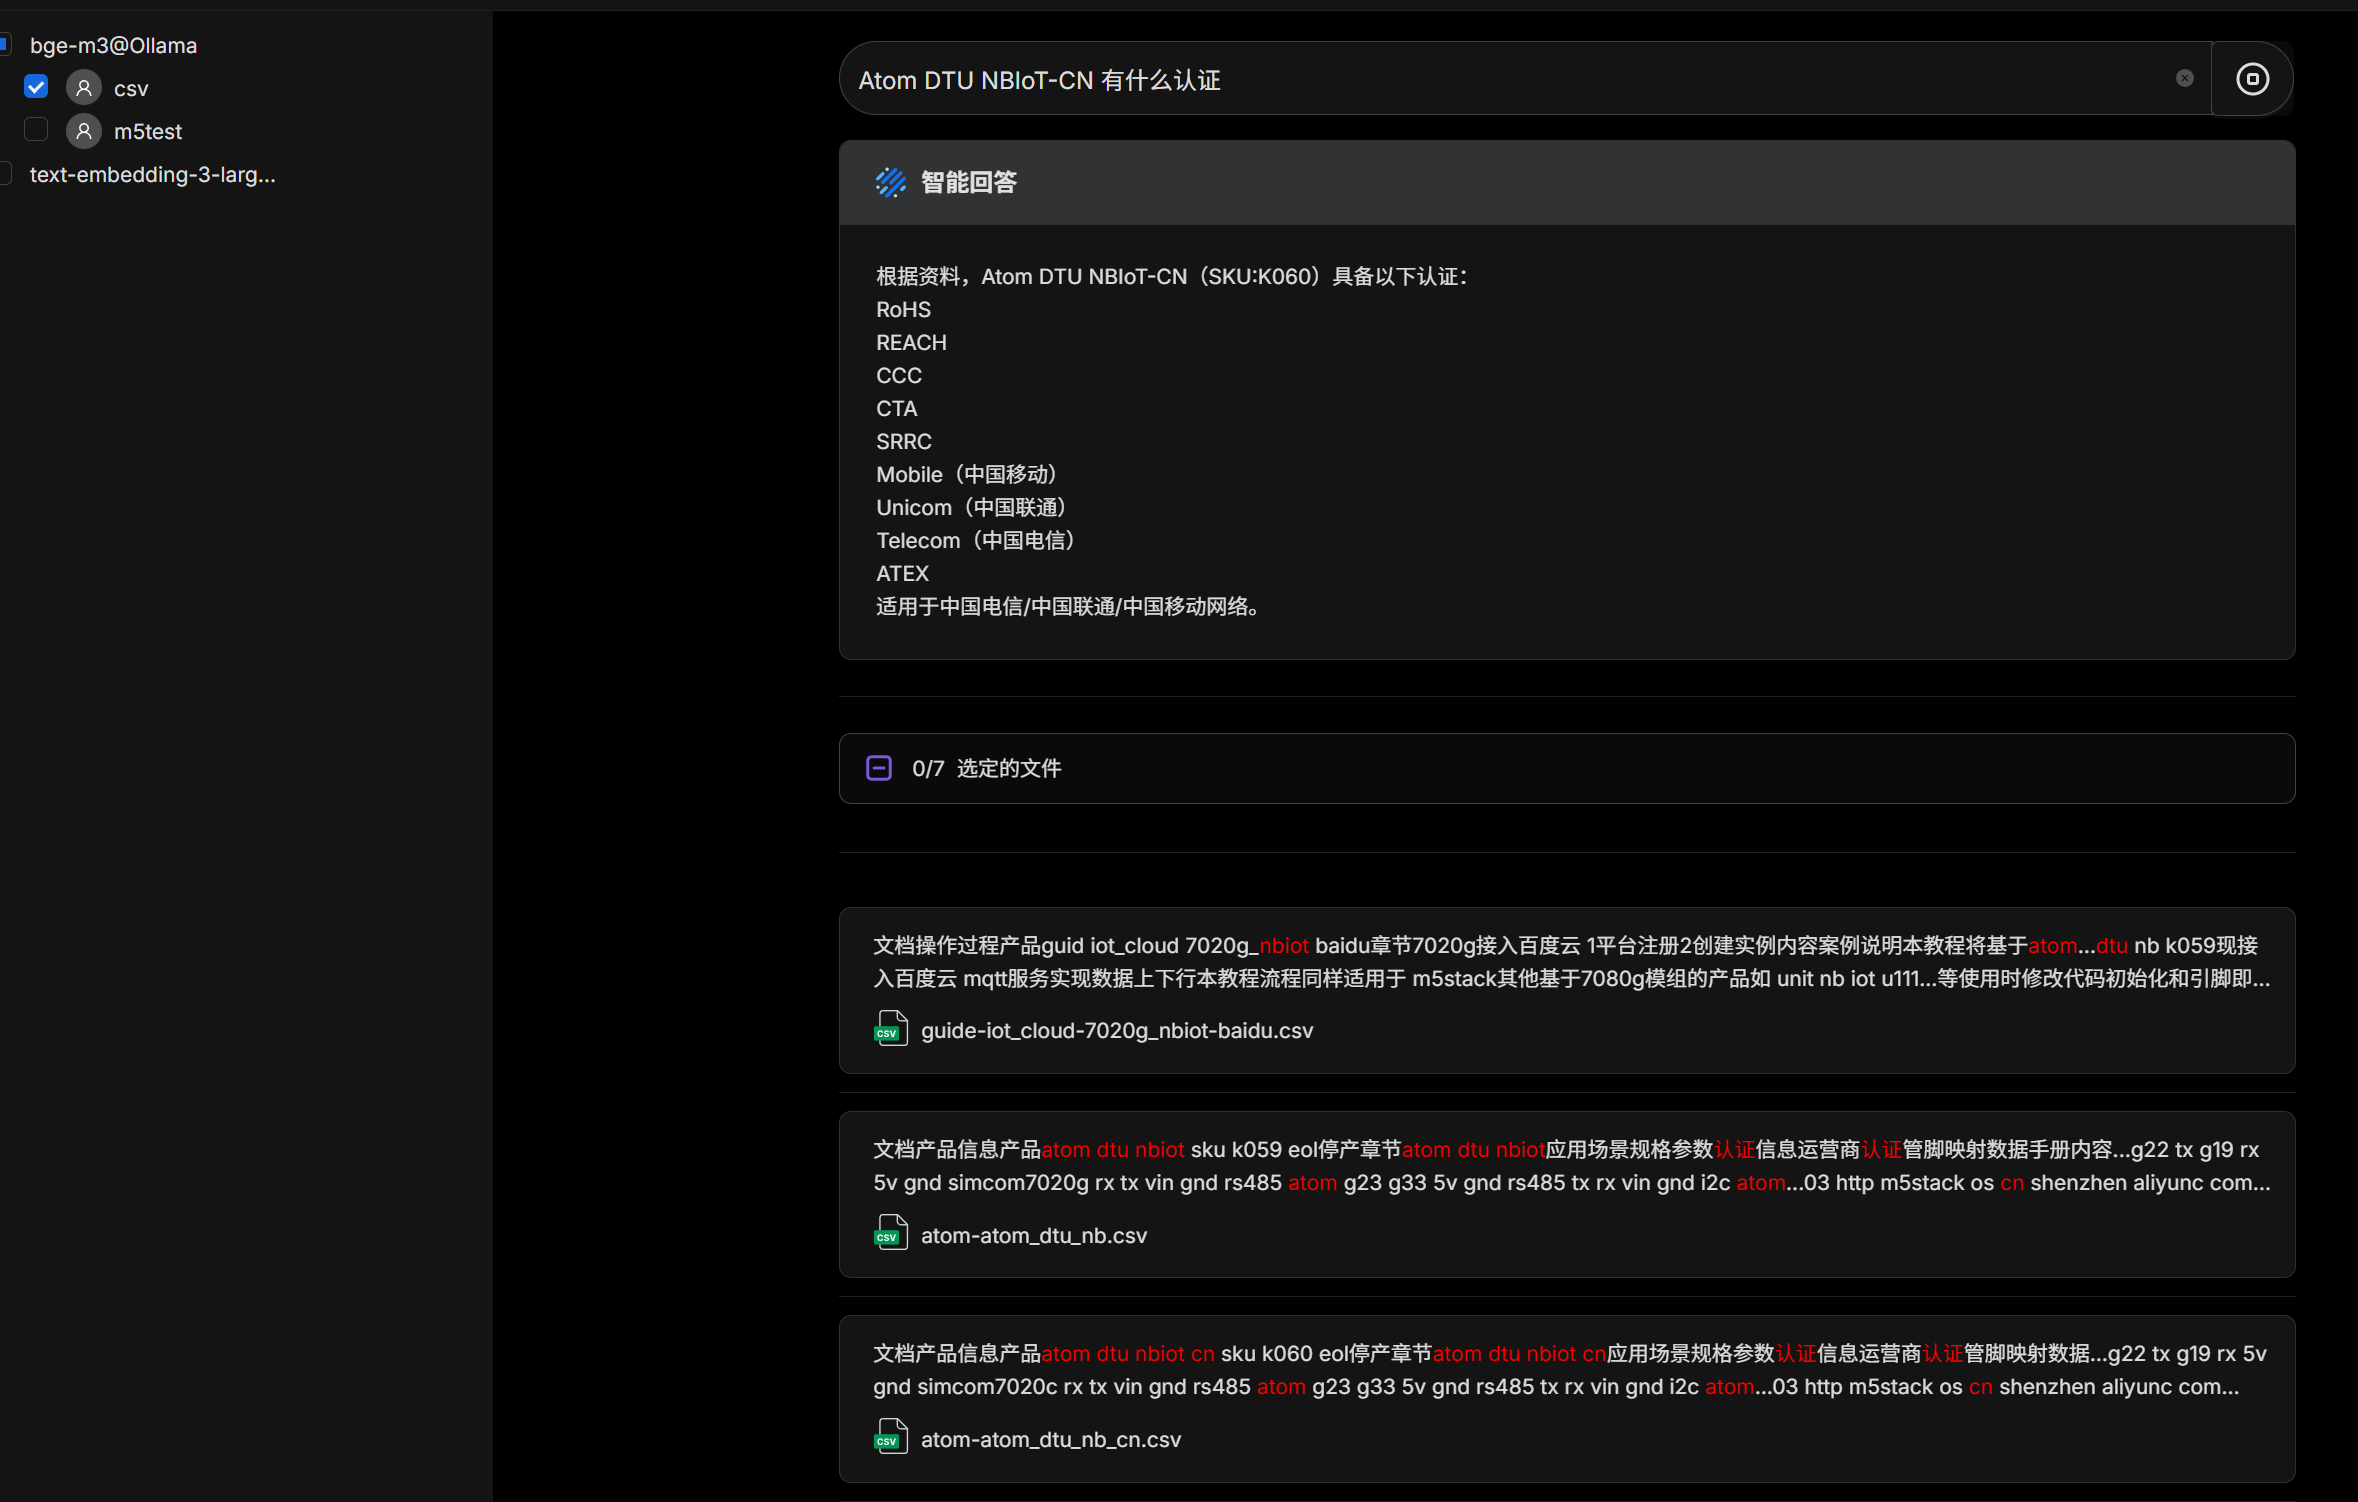 bge-m3@Ollama
csv
m5test
text-embedding-3-larg...
Atom DTU NBIoT-CN 有什么认证
智能回答
根据资料，Atom DTU NBIoT-CN（SKU:K060）具备以下认证：
RoHS
REACH
CCC
CTA
SRRC
Mobile（中国移动）
Unicom（中国联通）
Telecom（中国电信）
ATEX
适用于中国电信/中国联通/中国移动网络。
0/7 选定的文件
文档操作过程产品guid iot_cloud 7020g_nbiot baidu章节7020g接入百度云 1平台注册2创建实例内容案例说明本教程将基于atom...dtu nb k059现接
入百度云 mqtt服务实现数据上下行本教程流程同样适用于 m5stack其他基于7080g模组的产品如 unit nb iot u111...等使用时修改代码初始化和引脚即...
CSV
guide-iot_cloud-7020g_nbiot-baidu.csv
文档产品信息产品atom dtu nbiot sku k059 eol停产章节atom dtu nbiot应用场景规格参数认证信息运营商认证管脚映射数据手册内容...g22 tx g19 rx
5v gnd simcom7020g rx tx vin gnd rs485 atom g23 g33 5v gnd rs485 tx rx vin gnd i2c atom...03 http m5stack os cn shenzhen aliyunc com...
CSV
atom-atom_dtu_nb.csv
文档产品信息产品atom dtu nbiot cn sku k060 eol停产章节atom dtu nbiot cn应用场景规格参数认证信息运营商认证管脚映射数据...g22 tx g19 rx 5v
gnd simcom7020c rx tx vin gnd rs485 atom g23 g33 5v gnd rs485 tx rx vin gnd i2c atom...03 http m5stack os cn shenzhen aliyunc com...
CSV
atom-atom_dtu_nb_cn.csv